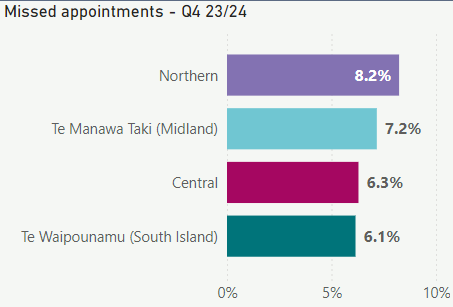 Missed appointments - Q4 23/24
Northern 8.2%
Te Manawa Taki (Midland) 7.2%
Central 6.3%
Te Waipounamu (South Island) 6.1%
0% 5% 10%